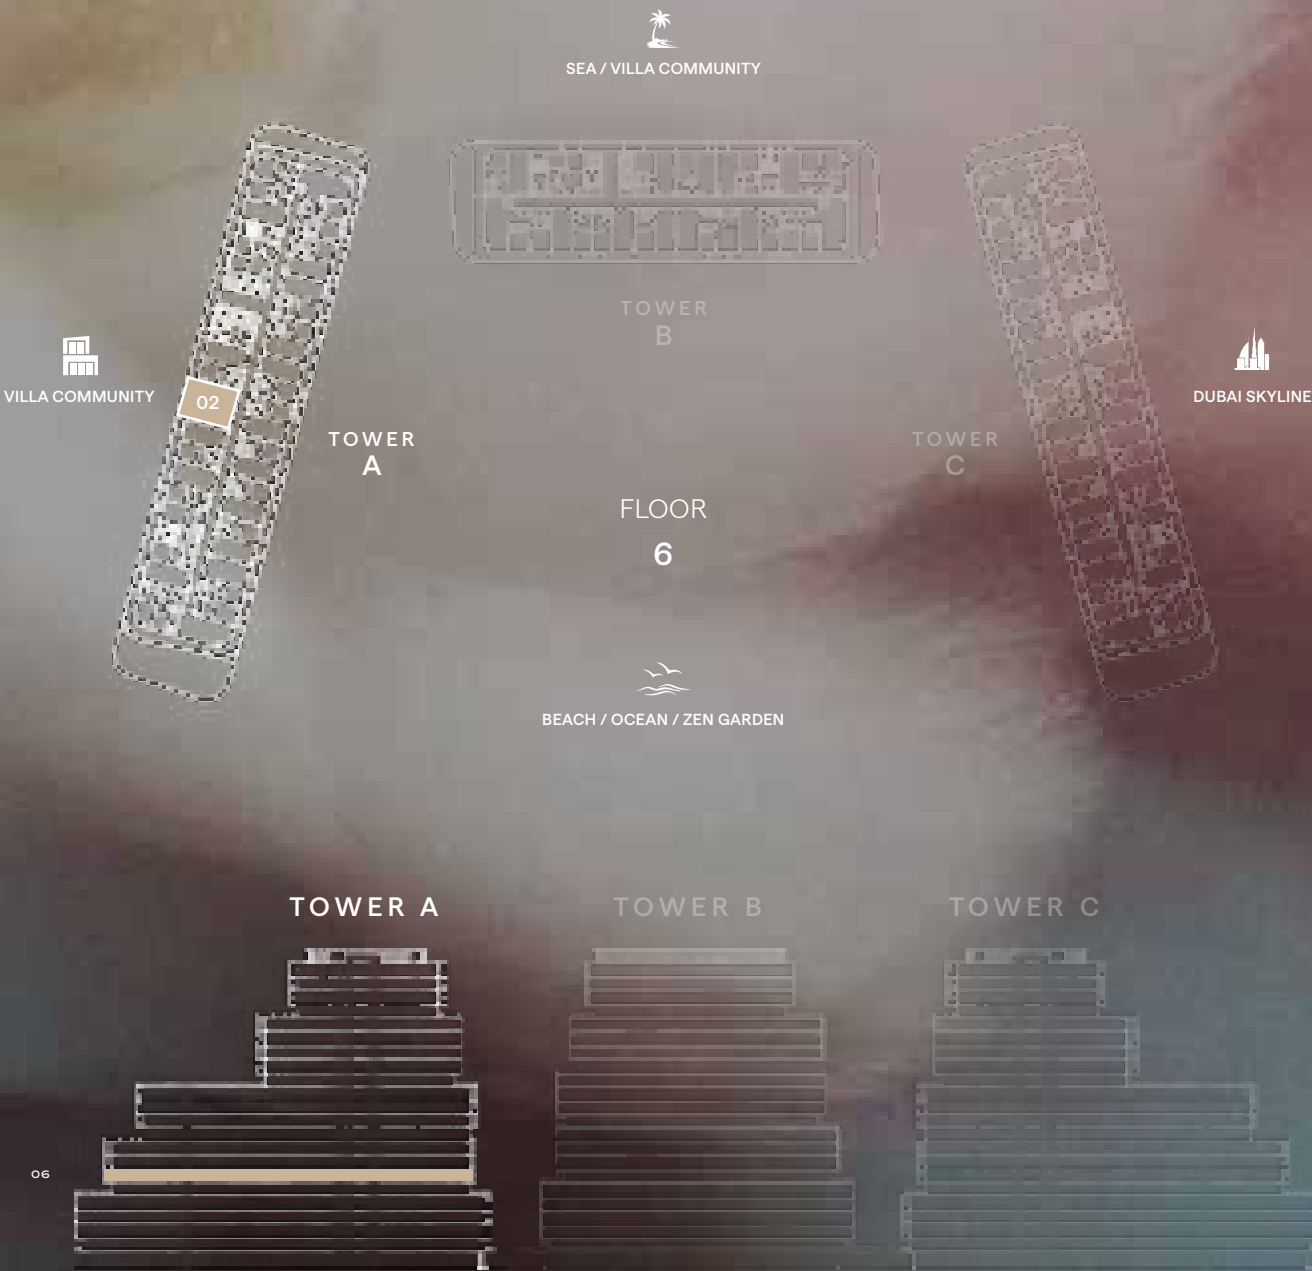 SEA / VILLA COMMUNITY
TOWER
B
VILLA COMMUNITY
DUBAI SKYLINE
02
TOWER
A
TOWER
C
FLOOR
6
BEACH / OCEAN / ZEN GARDEN
TOWER A
TOWER B
TOWER C
06